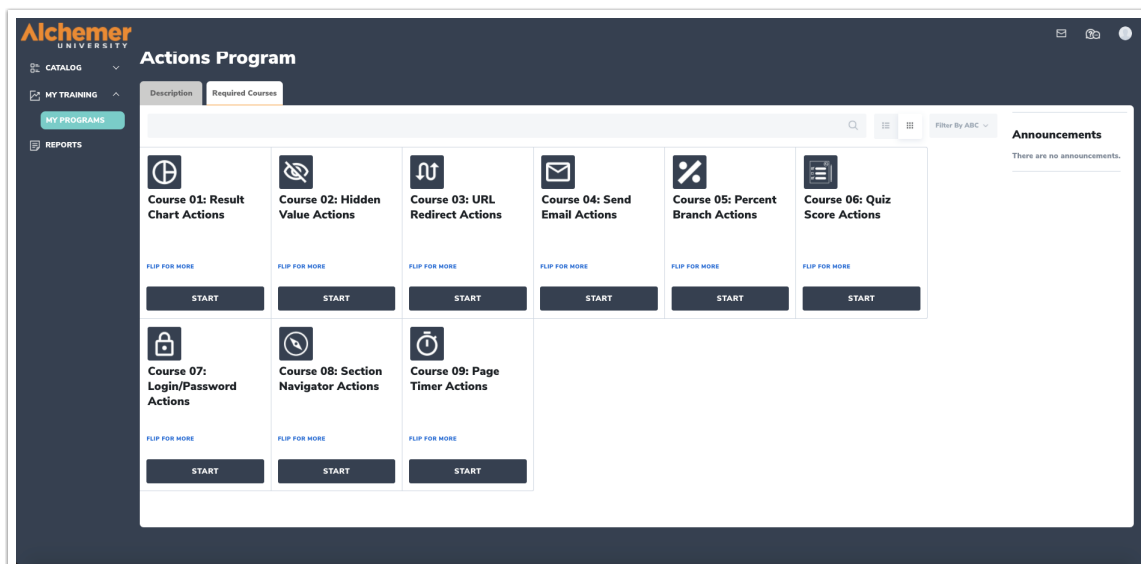 Alchemer
UNIVERSITY
CATALOG
MY TRAINING
MY PROGRAMS
REPORTS
Actions Program
Description
Required Courses
Filter By ABC
Announcements
There are no announcements.
Course 01: Result
Chart Actions
FLIP FOR MORE
START
Course 02: Hidden
Value Actions
FLIP FOR MORE
START
Course 03: URL
Redirect Actions
FLIP FOR MORE
START
Course 04: Send
Email Actions
FLIP FOR MORE
START
Course 05: Percent
Branch Actions
FLIP FOR MORE
START
Course 06: Quiz
Score Actions
FLIP FOR MORE
START
Course 07:
Login/Password
Actions
FLIP FOR MORE
START
Course 08: Section
Navigator Actions
FLIP FOR MORE
START
Course 09: Page
Timer Actions
FLIP FOR MORE
START